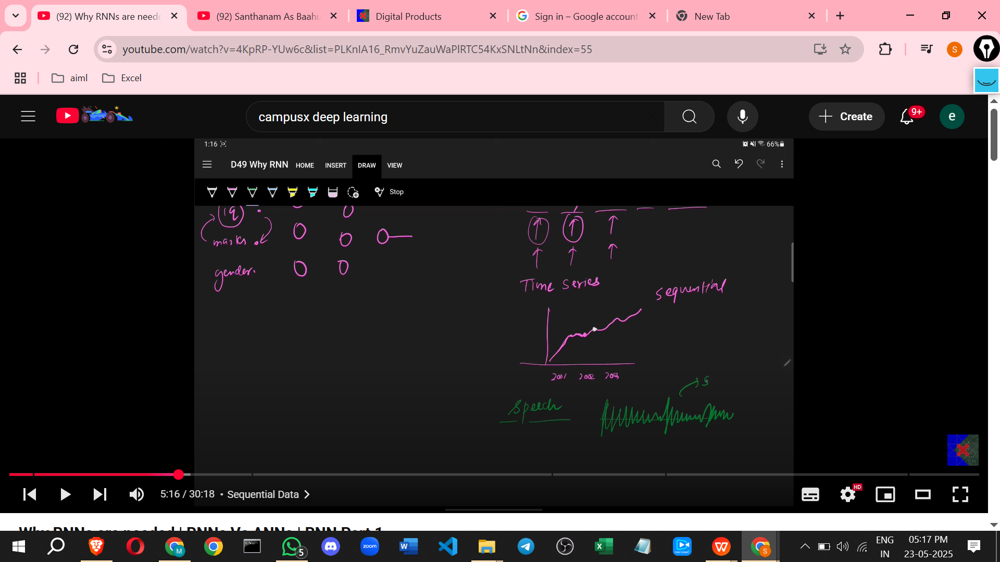 (92) Why RNNs are neede
(92) Santhanam As Baahu
Digital Products
Sign in – Google account
New Tab
youtube.com/watch?v=4KpRP-YUw6c&list=PLKnIA16_RmvYuZauWaPlRTC54KxSNLtNn&index=55
S
aiml
Excel
campusx deep learning
Create
9+
e
1:16
66%
D49 Why RNN
HOME
INSERT
DRAW
VIEW
Stop
iq
marks
gender
Time Series
sequential
2001 2002 2003
Speech
5:16 / 30:18 • Sequential Data
HD
Why RNNs are needed | RNNs Vs ANNs | RNN Part 1
M
5
zoom
S
ENG
IN
05:17 PM
23-05-2025